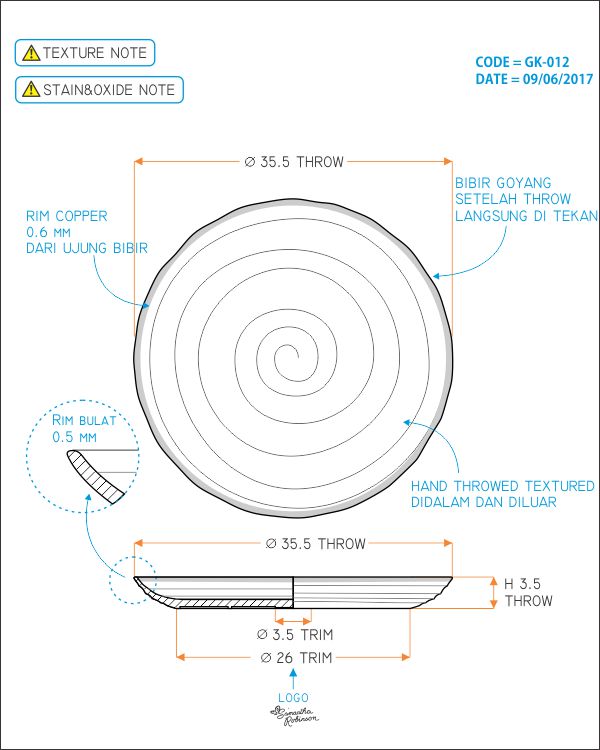 TEXTURE NOTE
STAIN&OXIDE NOTE
CODE = GK-012
DATE = 09/06/2017
Ø 35.5 THROW
BIBIR GOYANG
SETELAH THROW
LANGSUNG DI TEKAN
RIM COPPER
0.6 MM
DARI UJUNG BIBIR
RIM BULAT
0.5 MM
HAND THROWED TEXTURED
DIDALAM DAN DILUAR
Ø 35.5 THROW
H 3.5
THROW
Ø 3.5 TRIM
Ø 26 TRIM
LOGO
Samantha
Robinson